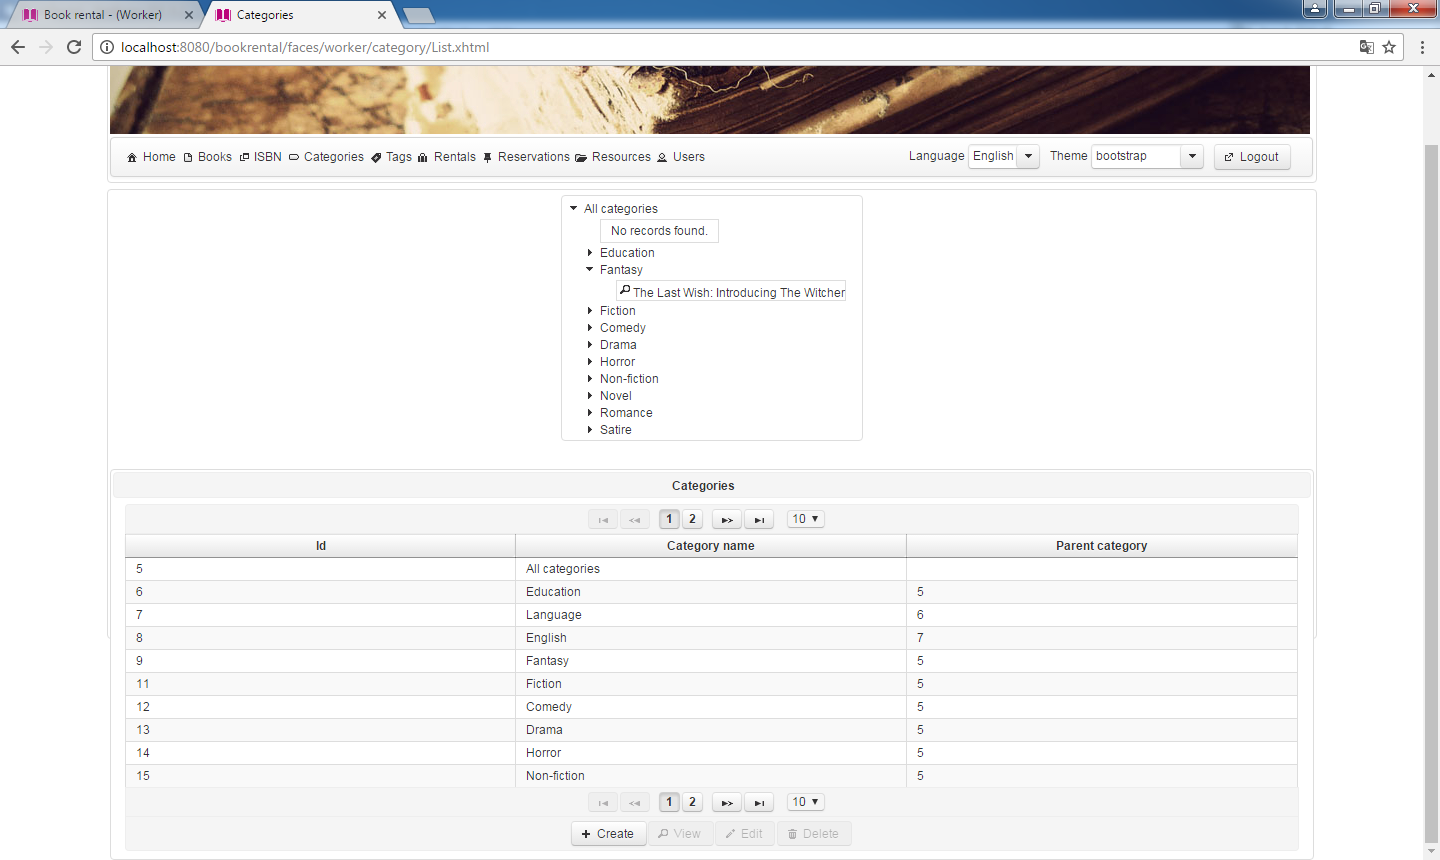 Book rental - (Worker)
Categories
localhost:8080/bookrental/faces/worker/category/List.xhtml
Home Books ISBN Categories Tags Rentals Reservations Resources Users Language English Theme bootstrap Logout
All categories
No records found.
Education
Fantasy
The Last Wish: Introducing The Witcher
Fiction
Comedy
Drama
Horror
Non-fiction
Novel
Romance
Satire
Categories
1 2 10
Id Category name Parent category
5 All categories
6 Education 5
7 Language 6
8 English 7
9 Fantasy 5
11 Fiction 5
12 Comedy 5
13 Drama 5
14 Horror 5
15 Non-fiction 5
1 2 10
Create View Edit Delete